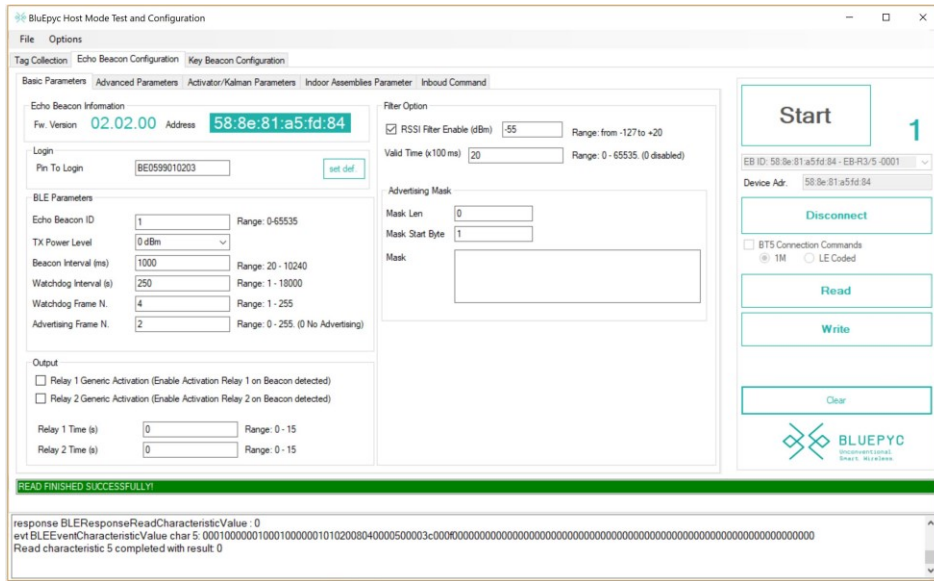 BluEpyc Host Mode Test and Configuration
File Options
Tag Collection Echo Beacon Configuration Key Beacon Configuration
Basic Parameters Advanced Parameters Activator/Kalman Parameters Indoor Assemblies Parameter Inboud Command
Echo Beacon Information
Fw. Version 02.02.00 Address 58:8e:81:a5:fd:84
Login
Pin To Login BE0599010203 set def.
BLE Parameters
Echo Beacon ID 1 Range: 0-65535
TX Power Level 0 dBm
Beacon Interval (ms) 1000 Range: 20 - 10240
Watchdog Interval (s) 250 Range: 1 - 18000
Watchdog Frame N. 4 Range: 1 - 255
Advertising Frame N. 2 Range: 0 - 255. (0 No Advertising)
Output
Relay 1 Generic Activation (Enable Activation Relay 1 on Beacon detected)
Relay 2 Generic Activation (Enable Activation Relay 2 on Beacon detected)
Relay 1 Time (s) 0 Range: 0 - 15
Relay 2 Time (s) 0 Range: 0 - 15
Filter Option
RSSI Filter Enable (dBm) -55 Range: from -127 to +20
Valid Time (x100 ms) 20 Range: 0 - 65535. (0 disabled)
Advertising Mask
Mask Len 0
Mask Start Byte 1
Mask
Start 1
EB ID: 58:8e:81:a5:fd:84 - EB-R3/5 -0001
Device Adr. 58:8e:81:a5:fd:84
Disconnect
BT5 Connection Commands
1M LE Coded
Read
Write
Clear
BLUEPYC
Unconventional
Smart Wireless
READ FINISHED SUCCESSFULLY!
response BLEResponseReadCharacteristicValue : 0
evt BLEEventCharacteristicValue char 5:
Read characteristic 5 completed with result: 0